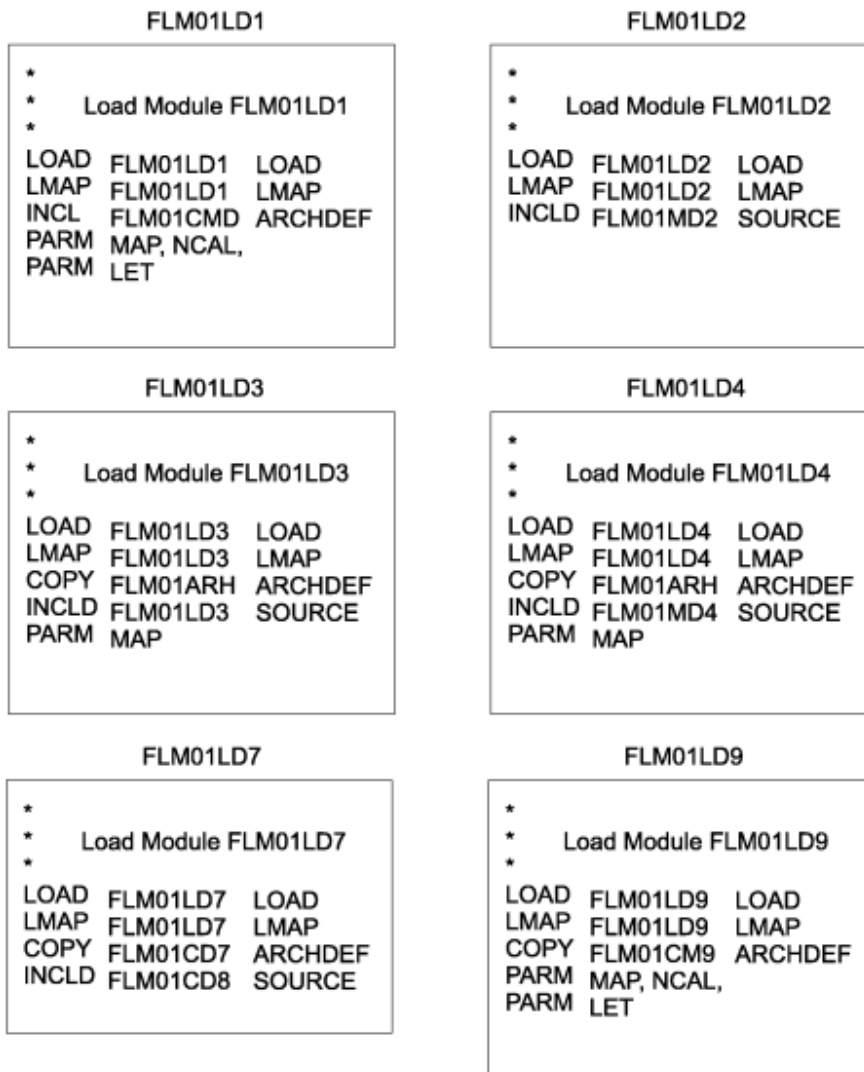 FLM01LD1
*
* Load Module FLM01LD1
*
LOAD FLM01LD1 LOAD
LMAP FLM01LD1 LMAP
INCL FLM01CMD ARCHDEF
PARM MAP, NCAL,
PARM LET
FLM01LD2
*
* Load Module FLM01LD2
*
LOAD FLM01LD2 LOAD
LMAP FLM01LD2 LMAP
INCLD FLM01MD2 SOURCE
FLM01LD3
*
* Load Module FLM01LD3
*
LOAD FLM01LD3 LOAD
LMAP FLM01LD3 LMAP
COPY FLM01ARH ARCHDEF
INCLD FLM01LD3 SOURCE
PARM MAP
FLM01LD4
*
* Load Module FLM01LD4
*
LOAD FLM01LD4 LOAD
LMAP FLM01LD4 LMAP
COPY FLM01ARH ARCHDEF
INCLD FLM01MD4 SOURCE
PARM MAP
FLM01LD7
*
* Load Module FLM01LD7
*
LOAD FLM01LD7 LOAD
LMAP FLM01LD7 LMAP
COPY FLM01CD7 ARCHDEF
INCLD FLM01CD8 SOURCE
FLM01LD9
*
* Load Module FLM01LD9
*
LOAD FLM01LD9 LOAD
LMAP FLM01LD9 LMAP
COPY FLM01CM9 ARCHDEF
PARM MAP, NCAL,
PARM LET